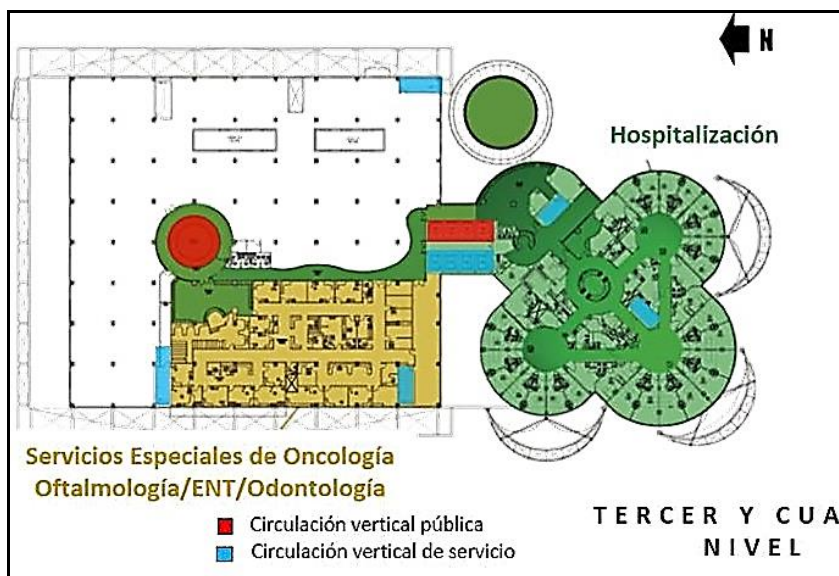 N
Hospitalización
Servicios Especiales de Oncología
Oftalmología/ENT/Odontología
Circulación vertical pública
Circulación vertical de servicio
TERCER Y CUA
NIVEL